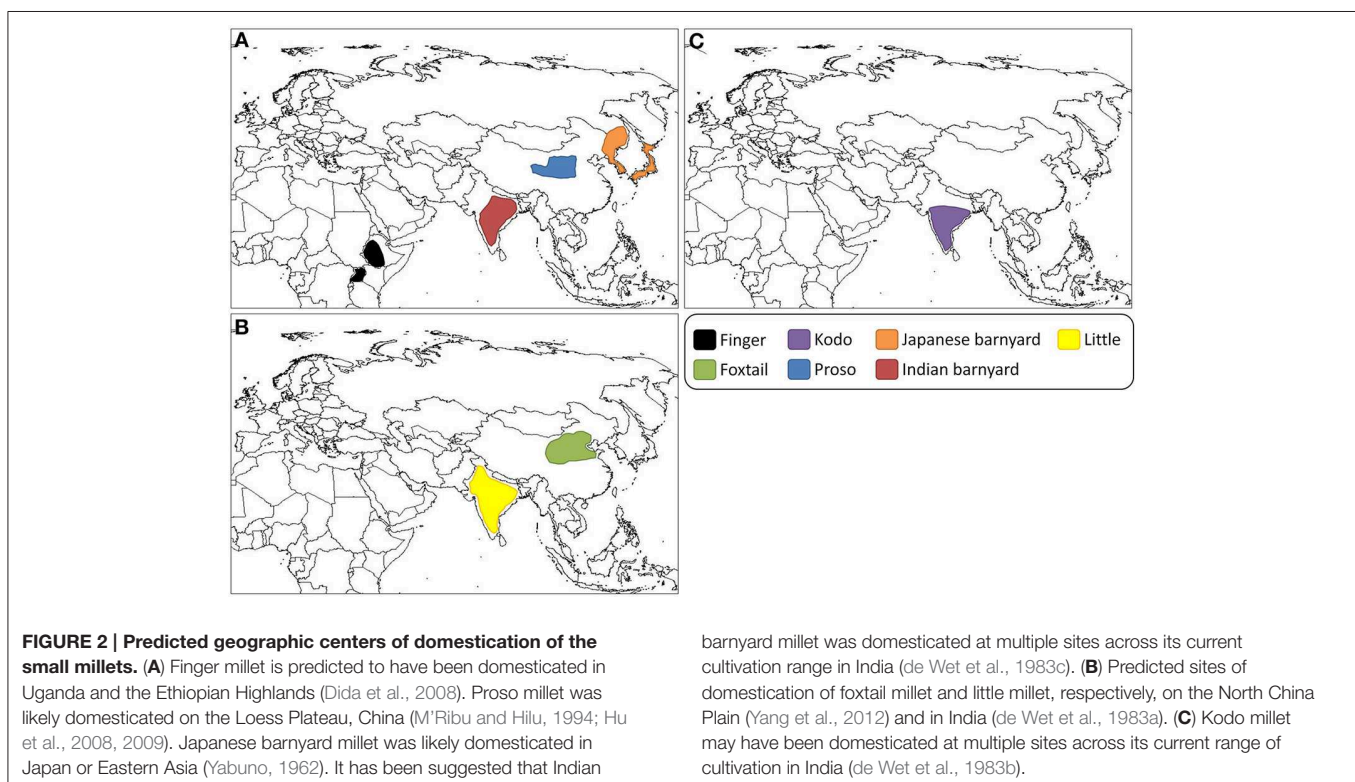 A
C
B
Finger
Kodo
Japanese barnyard
Little
Foxtail
Proso
Indian barnyard
FIGURE 2 | Predicted geographic centers of domestication of the
small millets. (A) Finger millet is predicted to have been domesticated in
Uganda and the Ethiopian Highlands (Dida et al., 2008). Proso millet was
likely domesticated on the Loess Plateau, China (M'Ribu and Hilu, 1994; Hu
et al., 2008, 2009). Japanese barnyard millet was likely domesticated in
Japan or Eastern Asia (Yabuno, 1962). It has been suggested that Indian
barnyard millet was domesticated at multiple sites across its current
cultivation range in India (de Wet et al., 1983c). (B) Predicted sites of
domestication of foxtail millet and little millet, respectively, on the North China
Plain (Yang et al., 2012) and in India (de Wet et al., 1983a). (C) Kodo millet
may have been domesticated at multiple sites across its current range of
cultivation in India (de Wet et al., 1983b).